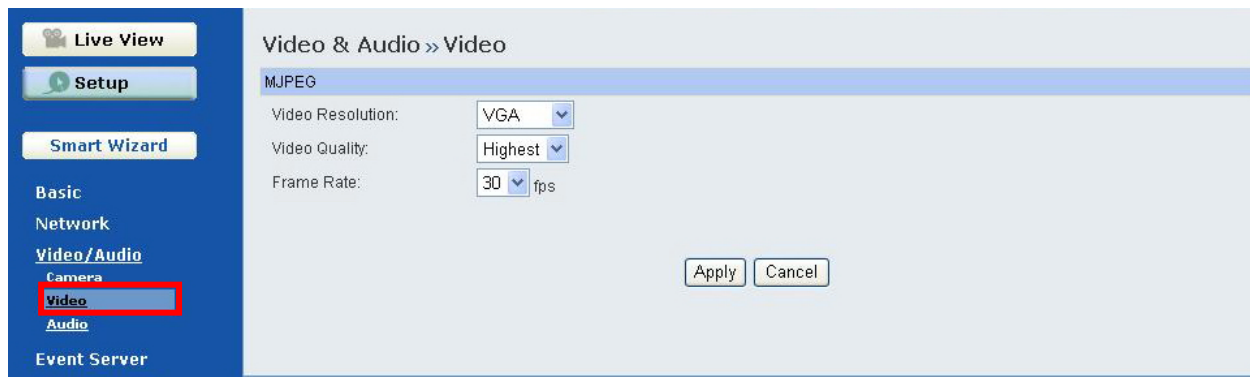 Live View
Setup
Smart Wizard
Basic
Network
Video/Audio
Camera
Video
Audio
Event Server
Video & Audio » Video
MJPEG
Video Resolution: VGA
Video Quality: Highest
Frame Rate: 30 fps
Apply Cancel